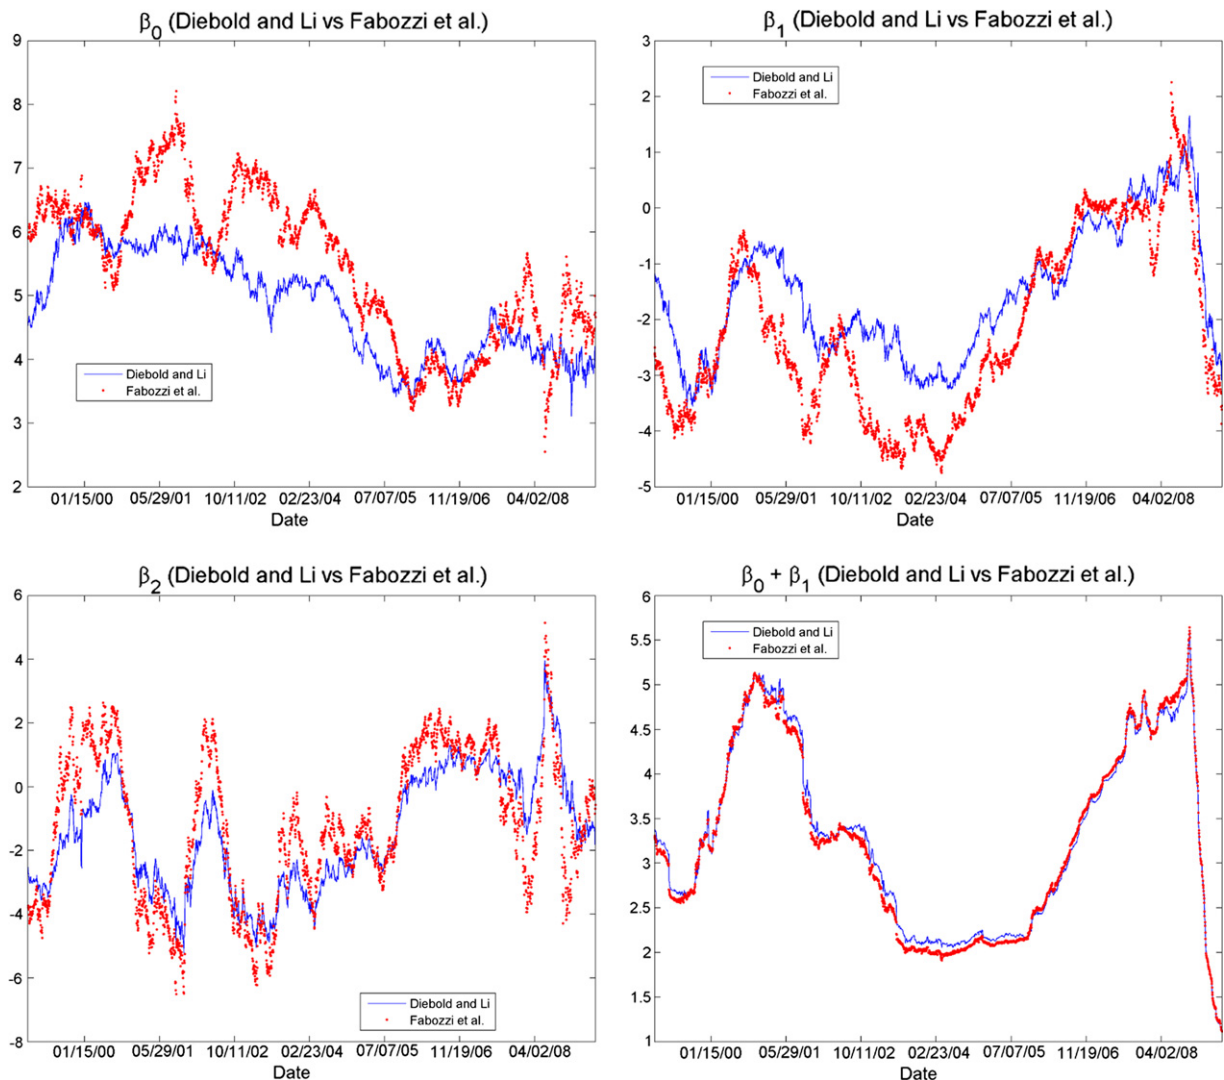 β0 (Diebold and Li vs Fabozzi et al.)
9
8
7
6
5
4
3
2
Diebold and Li
Fabozzi et al.
01/15/00 05/29/01 10/11/02 02/23/04 07/07/05 11/19/06 04/02/08
Date
β1 (Diebold and Li vs Fabozzi et al.)
3
2
1
0
-1
-2
-3
-4
-5
Diebold and Li
Fabozzi et al.
01/15/00 05/29/01 10/11/02 02/23/04 07/07/05 11/19/06 04/02/08
Date
β2 (Diebold and Li vs Fabozzi et al.)
6
4
2
0
-2
-4
-6
-8
Diebold and Li
Fabozzi et al.
01/15/00 05/29/01 10/11/02 02/23/04 07/07/05 11/19/06 04/02/08
Date
β0 + β1 (Diebold and Li vs Fabozzi et al.)
6
5.5
5
4.5
4
3.5
3
2.5
2
1.5
1
Diebold and Li
Fabozzi et al.
01/15/00 05/29/01 10/11/02 02/23/04 07/07/05 11/19/06 04/02/08
Date